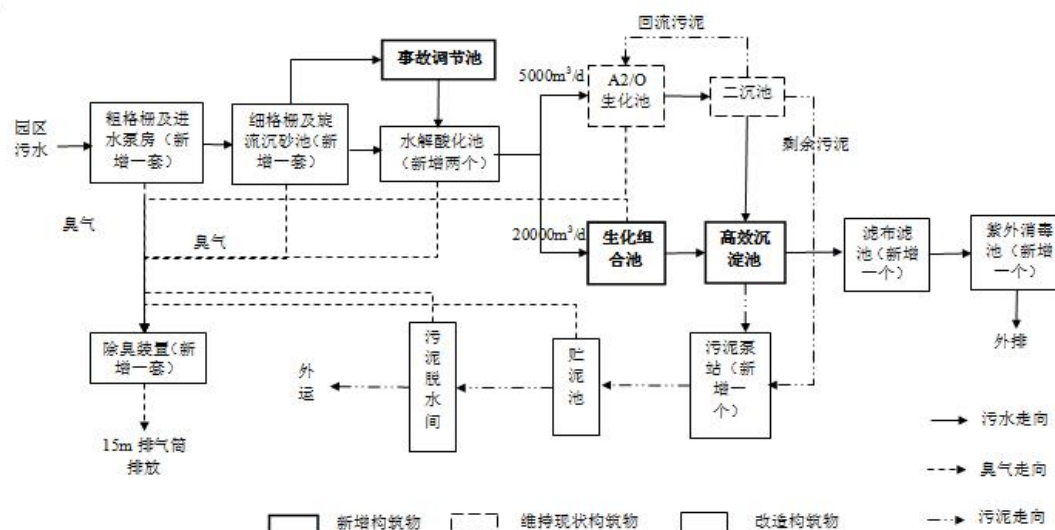 回流污泥
事故调节池
5000m³/d
A2/O
生化池
二沉池
园区
污水
粗格栅及进
水泵房（新
增一套）
细格栅及旋
流沉砂池（新
增一套）
水解酸化池
（新增两个）
剩余污泥
臭气
臭气
20000m³/d
生化组
合池
高效沉
淀池
滤布滤
池（新增
一个）
紫外消毒
池（新增
一个）
除臭装置（新
增一套）
外
运
污
泥
脱
水
间
贮
泥
池
污泥泵
站（新
增一
个）
外排
15m 排气筒
排放
污水走向
臭气走向
污泥走向
新增构筑物
维持现状构筑物
改造构筑物